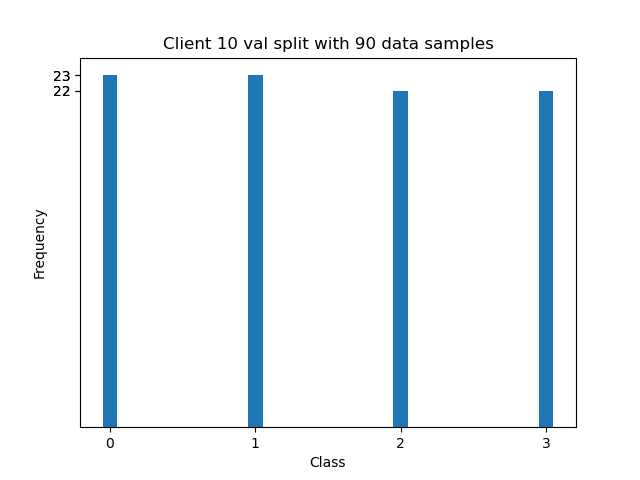 Client 10 val split with 90 data samples
23
22
Frequency
0 1 2 3
Class